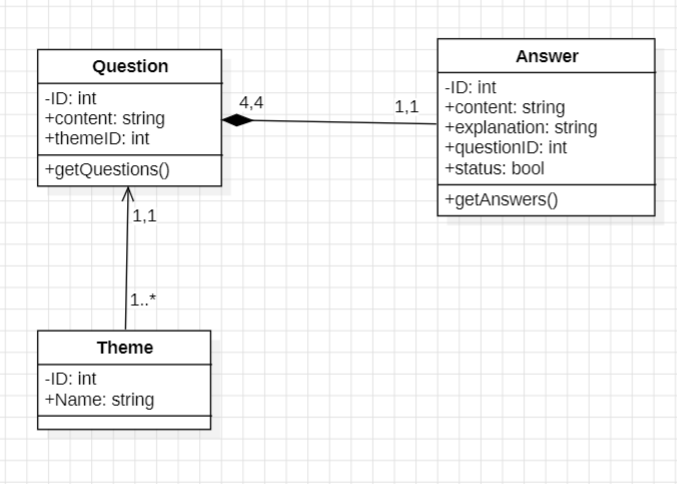 Question
-ID: int
+content: string
+themeID: int
+getQuestions()
4,4
1,1
Answer
-ID: int
+content: string
+explanation: string
+questionID: int
+status: bool
+getAnswers()
1,1
1..*
Theme
-ID: int
+Name: string